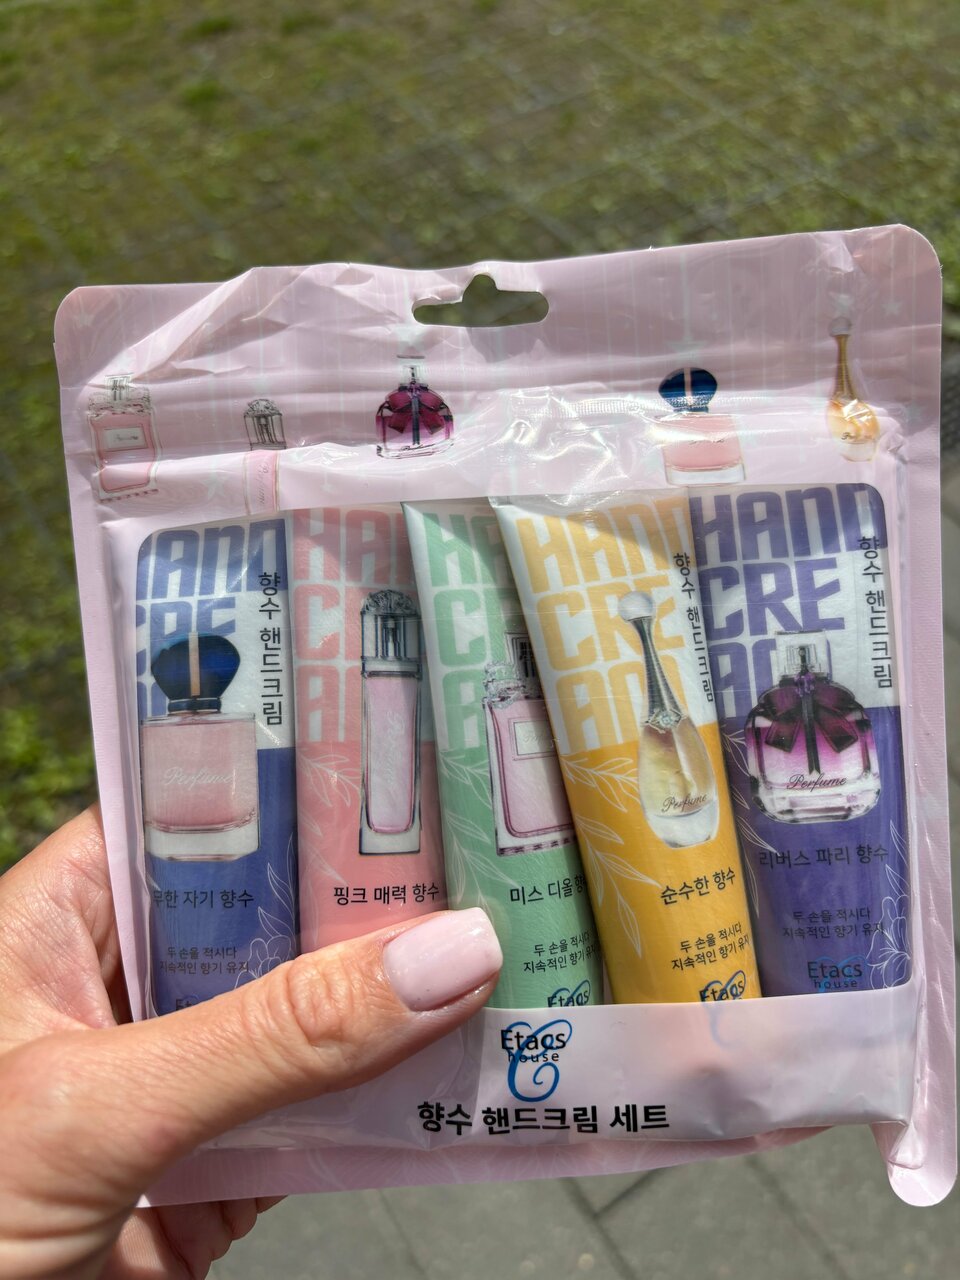 HAND
CRE
향수 핸드크림
Perfume
무한 자기 향수
두 손을 적시다
지속적인 향기 유지
핑크 매력 향수
미스 디올 향수
두 손을 적시다
지속적인 향기 유
Etacs
HAND
CRE
AM
향수 핸드크림
Perfume
순수한 향수
두 손을 적시다
지속적인 향기 유지
Etacs
HAND
CRE
향수 핸드크림
Perfume
리버스 파리 향수
두 손을 적시다
지속적인 향기 유지
Etacs
house
Etacs
house
향수 핸드크림 세트